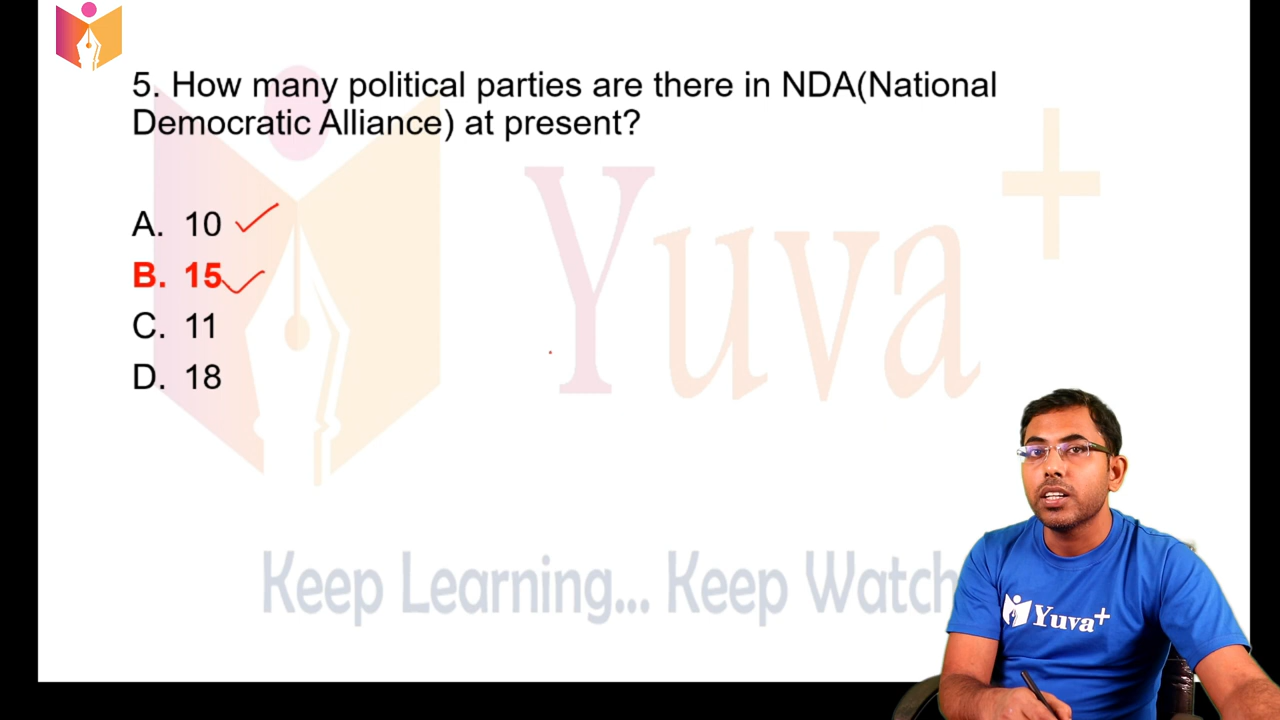 5. How many political parties are there in NDA(National
Democratic Alliance) at present?
A. 10
B. 15
C. 11
D. 18
Yuva+
Keep Learning... Keep Watch
Yuva+